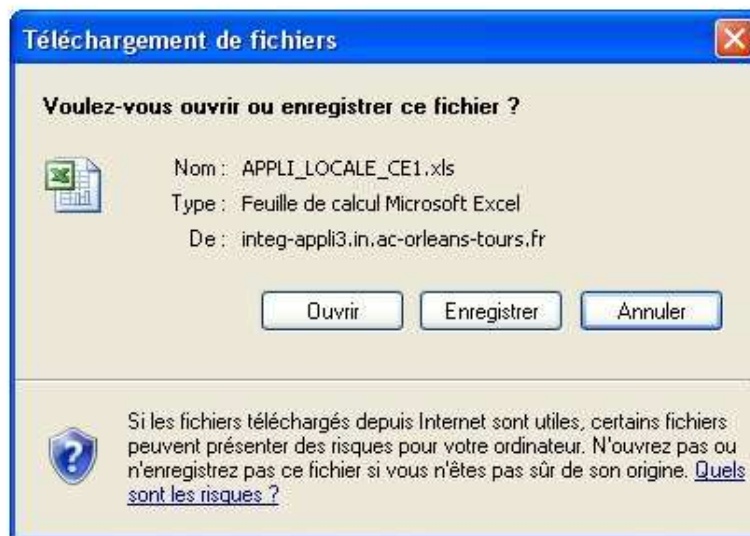 Téléchargement de fichiers
Voulez-vous ouvrir ou enregistrer ce fichier ?
Nom : APPLI_LOCALE_CE1.xls
Type : Feuille de calcul Microsoft Excel
De : integ-appli3.in.ac-orleans-tours.fr
Ouvrir Enregistrer Annuler
Si les fichiers téléchargés depuis Internet sont utiles, certains fichiers
peuvent présenter des risques pour votre ordinateur. N'ouvrez pas ou
n'enregistrez pas ce fichier si vous n'êtes pas sûr de son origine. Quels
sont les risques ?